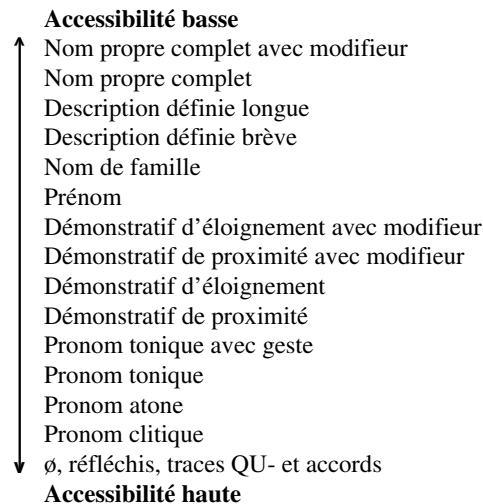 Accessibilité basse
Nom propre complet avec modifieur
Nom propre complet
Description définie longue
Description définie brève
Nom de famille
Prénom
Démonstratif d'éloignement avec modifieur
Démonstratif de proximité avec modifieur
Démonstratif d'éloignement
Démonstratif de proximité
Pronom tonique avec geste
Pronom tonique
Pronom atone
Pronom clitique
ø, réfléchis, traces QU- et accords
Accessibilité haute